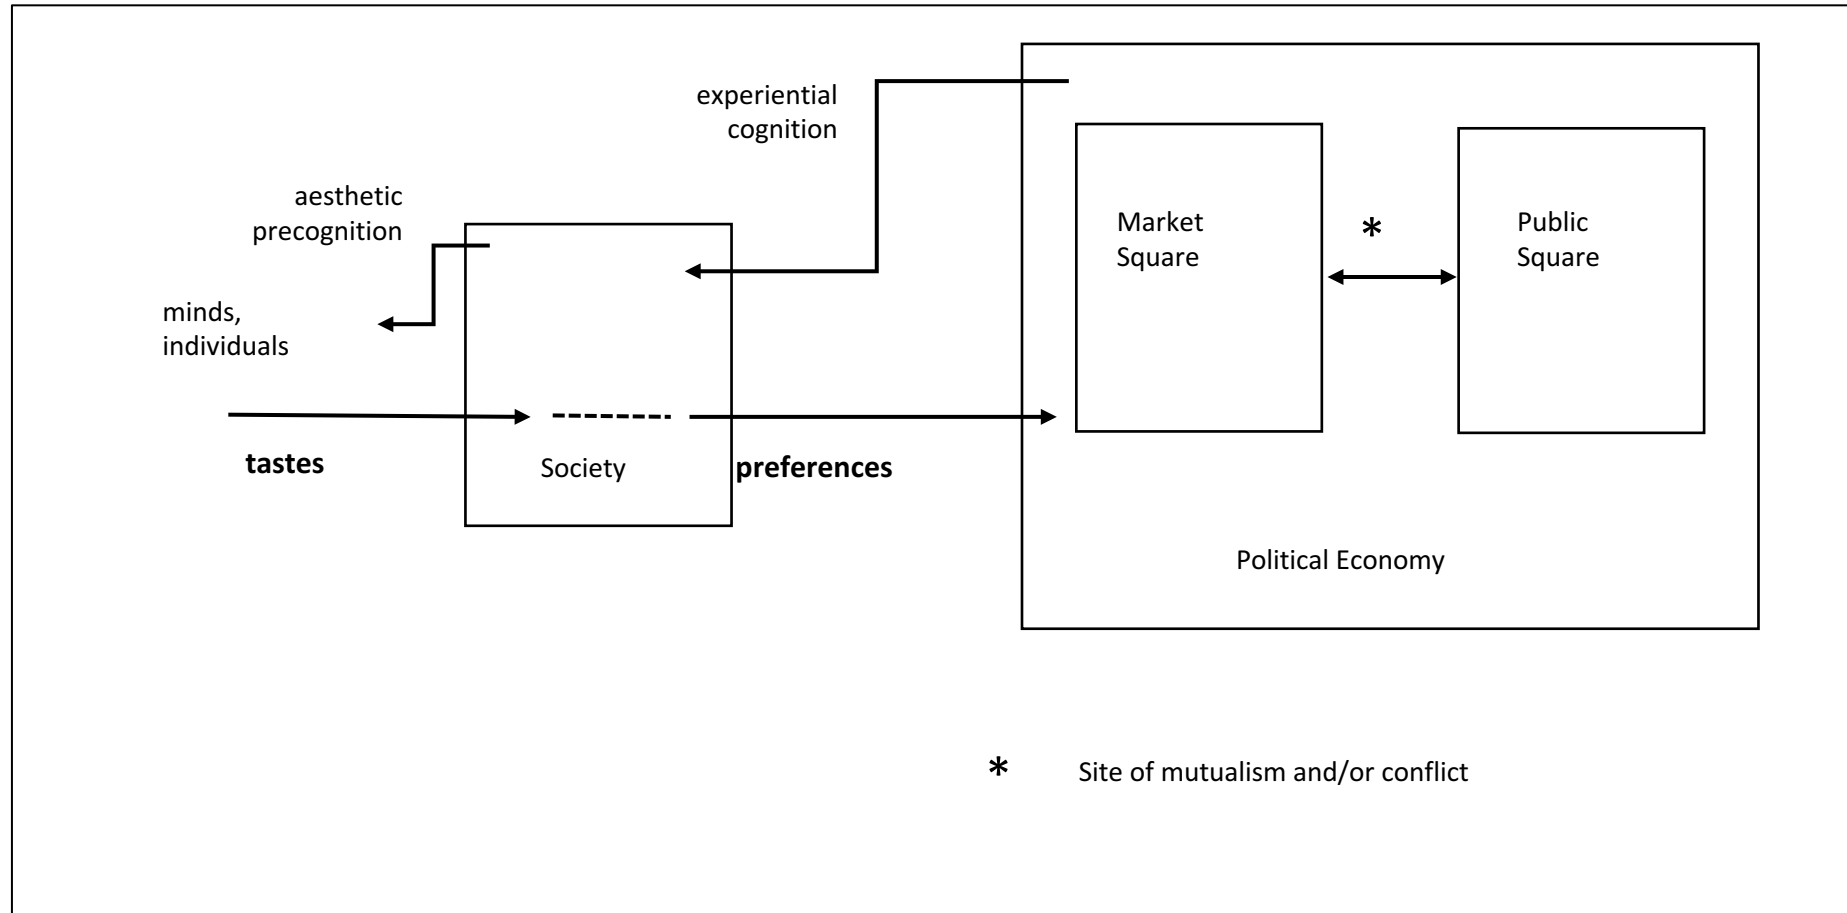 experiential
cognition
aesthetic
precognition
minds,
individuals
tastes
Society
preferences
Market
Square
*
Public
Square
Political Economy
* Site of mutualism and/or conflict